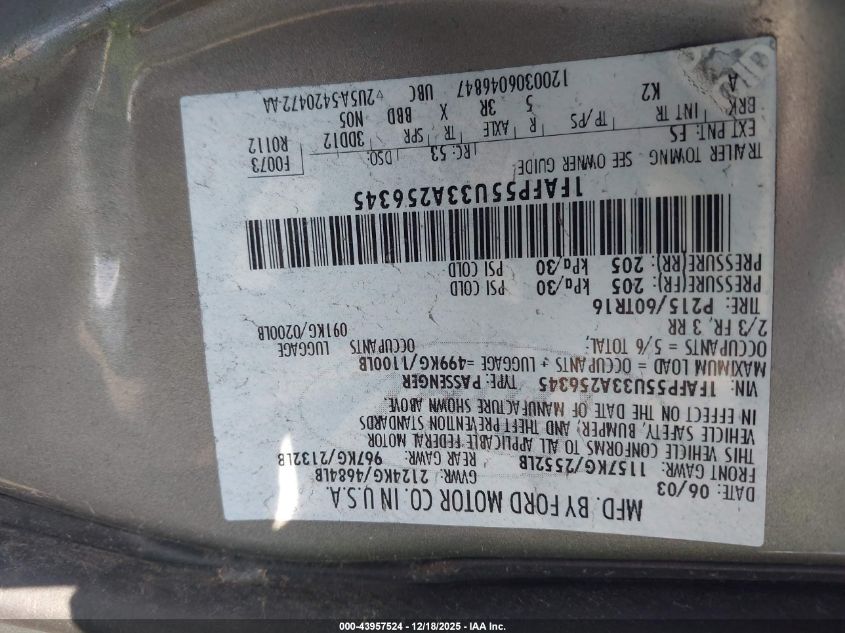 MFD. BY FORD MOTOR CO. IN U.S.A.
DATE: 06/03 GVWR: 2124KG/4684LB
FRONT GAWR: 1157KG/2552LB REAR GAWR: 967KG/2132LB
THIS VEHICLE CONFORMS TO ALL APPLICABLE FEDERAL MOTOR
VEHICLE SAFETY, BUMPER, AND THEFT PREVENTION STANDARDS
IN EFFECT ON THE DATE OF MANUFACTURE SHOWN ABOVE.
VIN: 1FAFP55U33A256345 TYPE: PASSENGER
MAXIMUM LOAD = OCCUPANTS + LUGGAGE =499KG/1100LB
OCCUPANTS = 5/6 TOTAL; OCCUPANTS LUGGAGE
2/3 FR, 3 RR 091KG/0200LB
TIRE: P215/60TR16
PRESSURE(FR): 205 kPa/30 PSI COLD
PRESSURE(RR): 205 kPa/30 PSI COLD
1FAFP55U33A256345
TRAILER TOWING - SEE OWNER GUIDE.
EXT PNT: FS RC: 53 DSO: F0073
BRK INT TR TP/PS R AXLE TR SPR 3DD12 R0112
A K2 5 3R X BBD N05
1200306046847 UBC 2U5A5420472AA
000-43957524 | 12/18/2025 | IAA Inc.